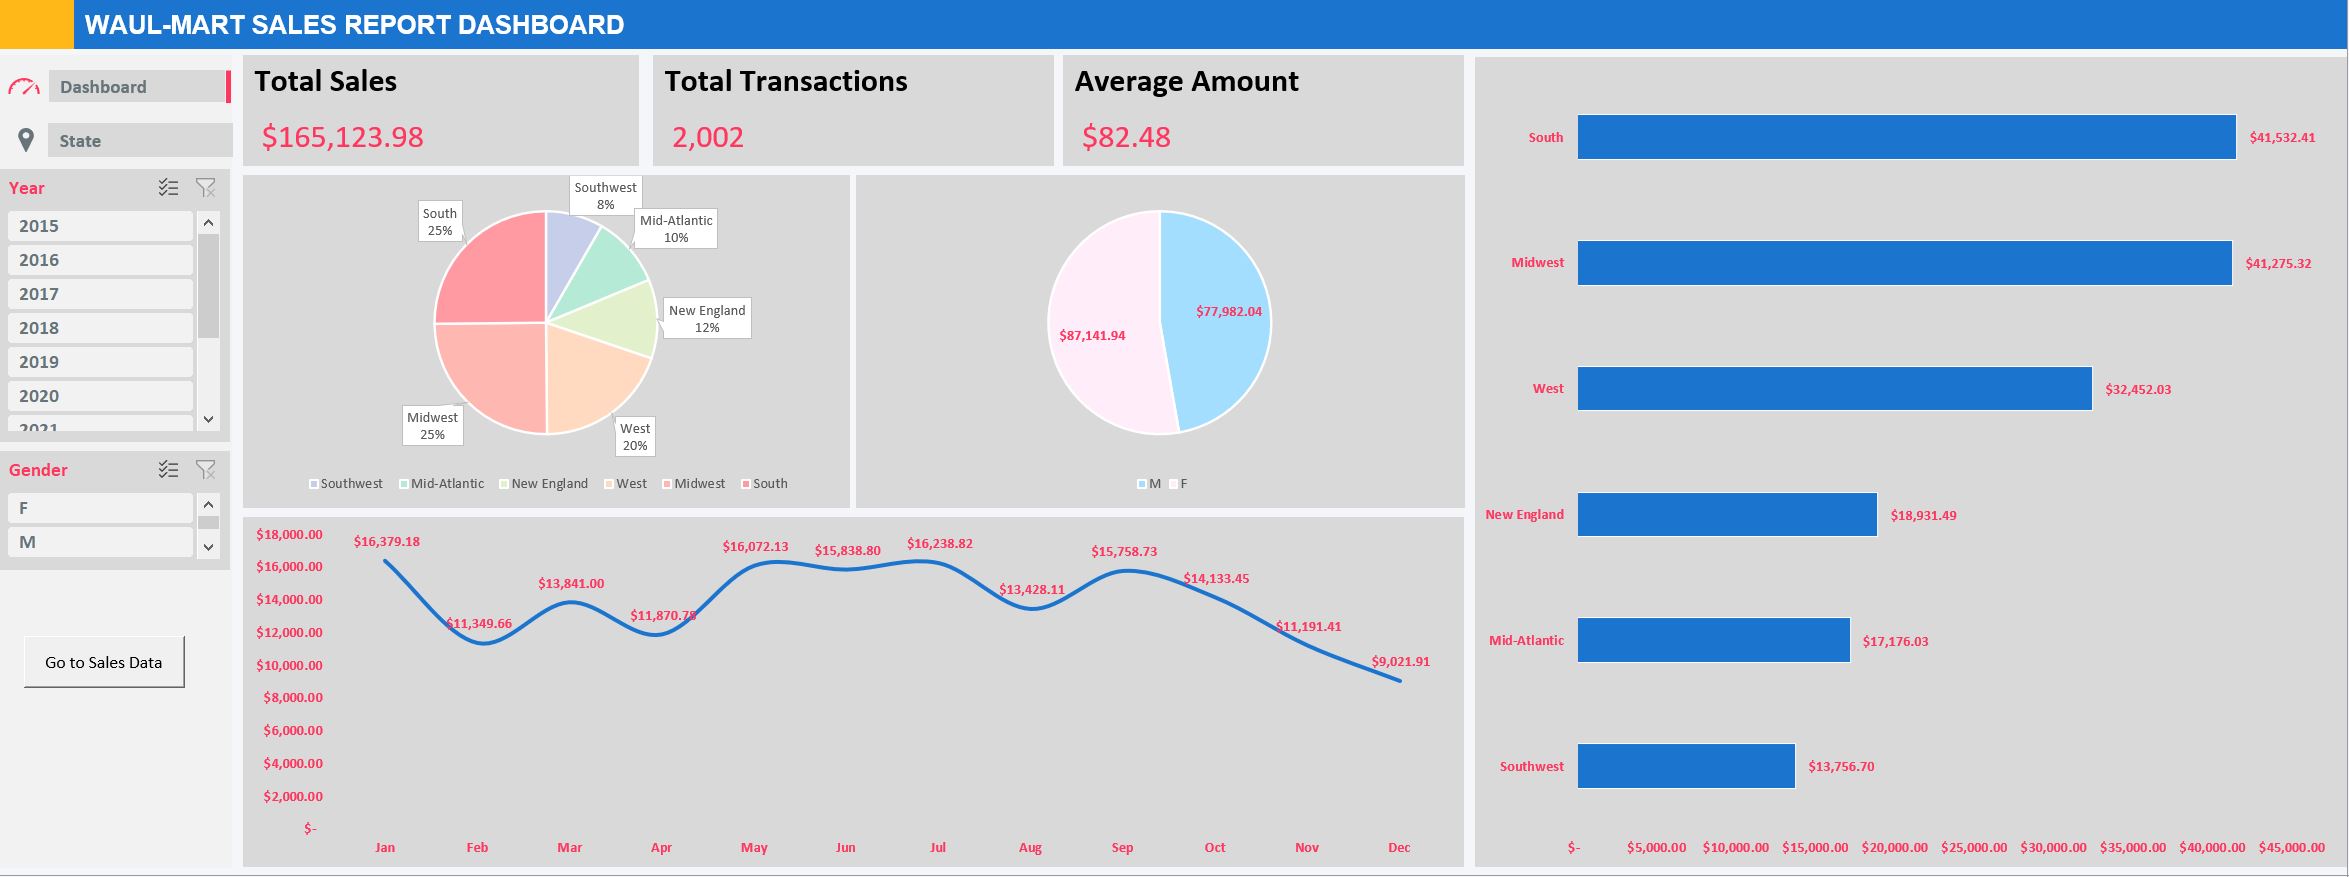 WAUL-MART SALES REPORT DASHBOARD
Dashboard
State
Year
2015
2016
2017
2018
2019
2020
2021
Gender
F
M
Go to Sales Data
Total Sales
$165,123.98
Total Transactions
2,002
Average Amount
$82.48
Southwest
8%
Mid-Atlantic
10%
New England
12%
West
20%
Midwest
25%
South
25%
Southwest Mid-Atlantic New England West Midwest South
$77,982.04
$87,141.94
M F
$18,000.00
$16,000.00
$14,000.00
$12,000.00
$10,000.00
$8,000.00
$6,000.00
$4,000.00
$2,000.00
$-
$16,379.18
$11,349.66
$13,841.00
$11,870.78
$16,072.13
$15,838.80
$16,238.82
$13,428.11
$15,758.73
$14,133.45
$11,191.41
$9,021.91
Jan Feb Mar Apr May Jun Jul Aug Sep Oct Nov Dec
South $41,532.41
Midwest $41,275.32
West $32,452.03
New England $18,931.49
Mid-Atlantic $17,176.03
Southwest $13,756.70
$- $5,000.00 $10,000.00 $15,000.00 $20,000.00 $25,000.00 $30,000.00 $35,000.00 $40,000.00 $45,000.00